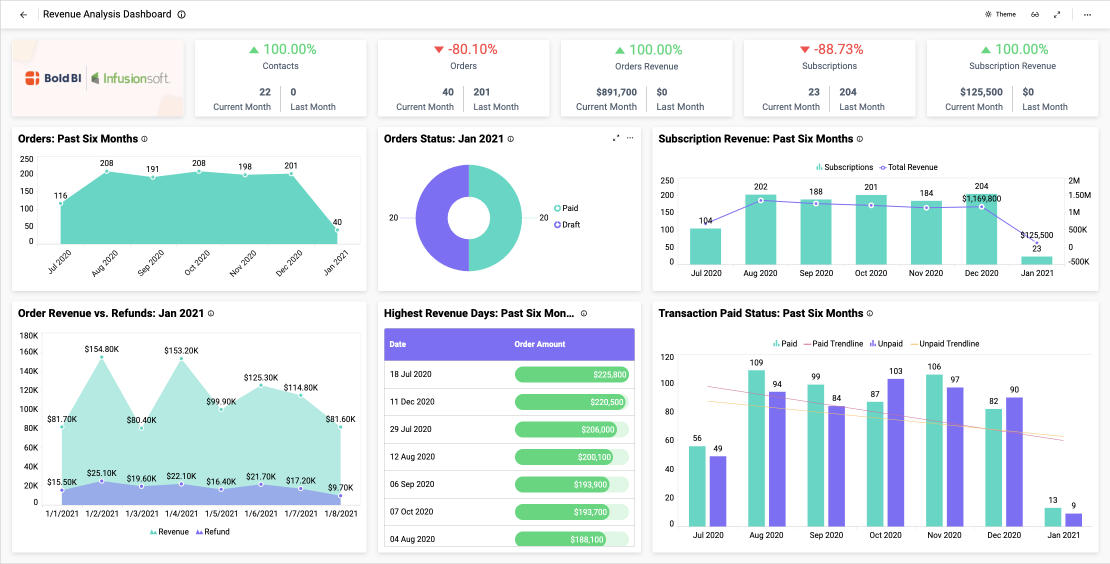 Revenue Analysis Dashboard
Theme
Bold BI
Infusionsoft.
100.00%
Contacts
22 0
Current Month Last Month
-80.10%
Orders
40 201
Current Month Last Month
100.00%
Orders Revenue
$891,700 $0
Current Month Last Month
-88.73%
Subscriptions
23 204
Current Month Last Month
100.00%
Subscription Revenue
$125,500 $0
Current Month Last Month
Orders: Past Six Months
250
200
150
100
50
0
116
208
191
208
198
201
40
Jul 2020
Aug 2020
Sep 2020
Oct 2020
Nov 2020
Dec 2020
Jan 2021
Orders Status: Jan 2021
20
20
Paid
Draft
Subscription Revenue: Past Six Months
Subscriptions Total Revenue
250
200
150
100
50
0
104
202
188
201
184
204
$1,169,800
$125,500
23
2M
1.50M
1M
500K
0
-500K
Jul 2020 Aug 2020 Sep 2020 Oct 2020 Nov 2020 Dec 2020 Jan 2021
Order Revenue vs. Refunds: Jan 2021
180K
160K
140K
120K
100K
80K
60K
40K
20K
0
$81.70K
$154.80K
$80.40K
$153.20K
$99.90K
$125.30K
$114.80K
$81.60K
$15.50K
$25.10K
$19.60K
$22.10K
$16.40K
$21.70K
$17.20K
$9.70K
1/1/2021 1/2/2021 1/3/2021 1/4/2021 1/5/2021 1/6/2021 1/7/2021 1/8/2021
Revenue Refund
Highest Revenue Days: Past Six Mon...
Date Order Amount
18 Jul 2020 $225,800
11 Dec 2020 $220,500
29 Jul 2020 $206,000
12 Aug 2020 $200,100
06 Sep 2020 $193,900
07 Oct 2020 $193,700
04 Aug 2020 $188,100
Transaction Paid Status: Past Six Months
Paid Paid Trendline Unpaid Unpaid Trendline
120
100
80
60
40
20
0
56
49
109
94
99
84
87
103
106
97
82
90
13
9
Jul 2020 Aug 2020 Sep 2020 Oct 2020 Nov 2020 Dec 2020 Jan 2021